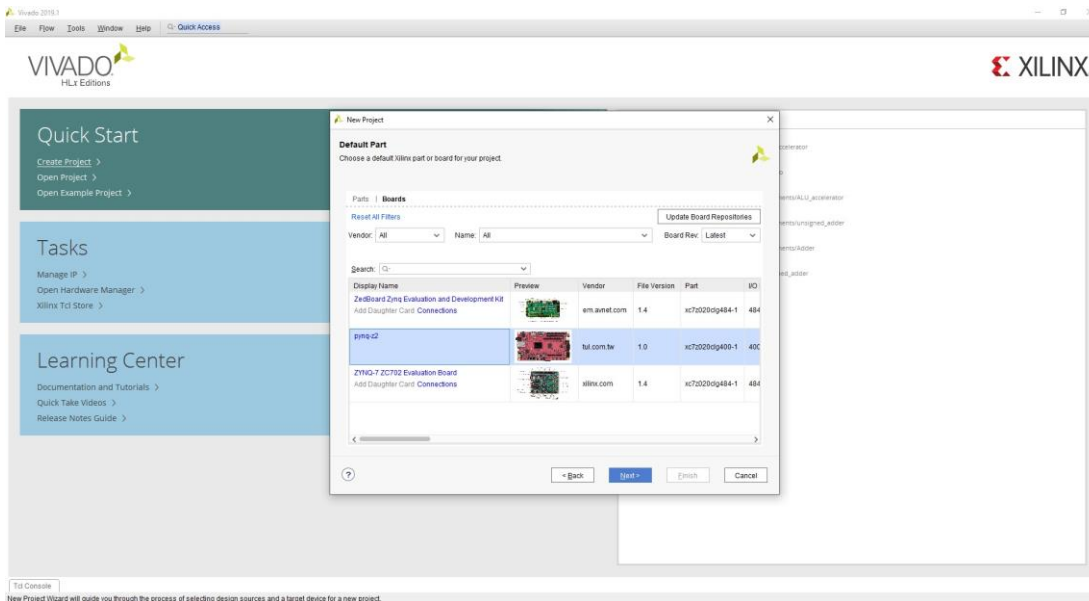 Vivado 2019.1
File Flow Tools Window Help Quick Access
VIVADO
HLx Editions
XILINX
Quick Start
Create Project >
Open Project >
Open Example Project >
Tasks
Manage IP >
Open Hardware Manager >
Xilinx Tcl Store >
Learning Center
Documentation and Tutorials >
Quick Take Videos >
Release Notes Guide >
New Project
Default Part
Choose a default Xilinx part or board for your project.
Parts | Boards
Reset All Filters
Update Board Repositories
Vendor: All Name: All Board Rev: Latest
Search:
Display Name Preview Vendor File Version Part I/O
ZedBoard Zynq Evaluation and Development Kit
Add Daughter Card Connections
em.avnet.com 1.4 xc7z020clg484-1 484
pynq-z2
tul.com.tw 1.0 xc7z020clg400-1 400
ZYNQ-7 ZC702 Evaluation Board
Add Daughter Card Connections
xilinx.com 1.4 xc7z020clg484-1 484
? < Back Next > Finish Cancel
ments/ALU_accelerator
ments/unsigned_adder
ments/Adder
ed_adder
Tcl Console
New Project Wizard will guide you through the process of selecting design sources and a target device for a new project.